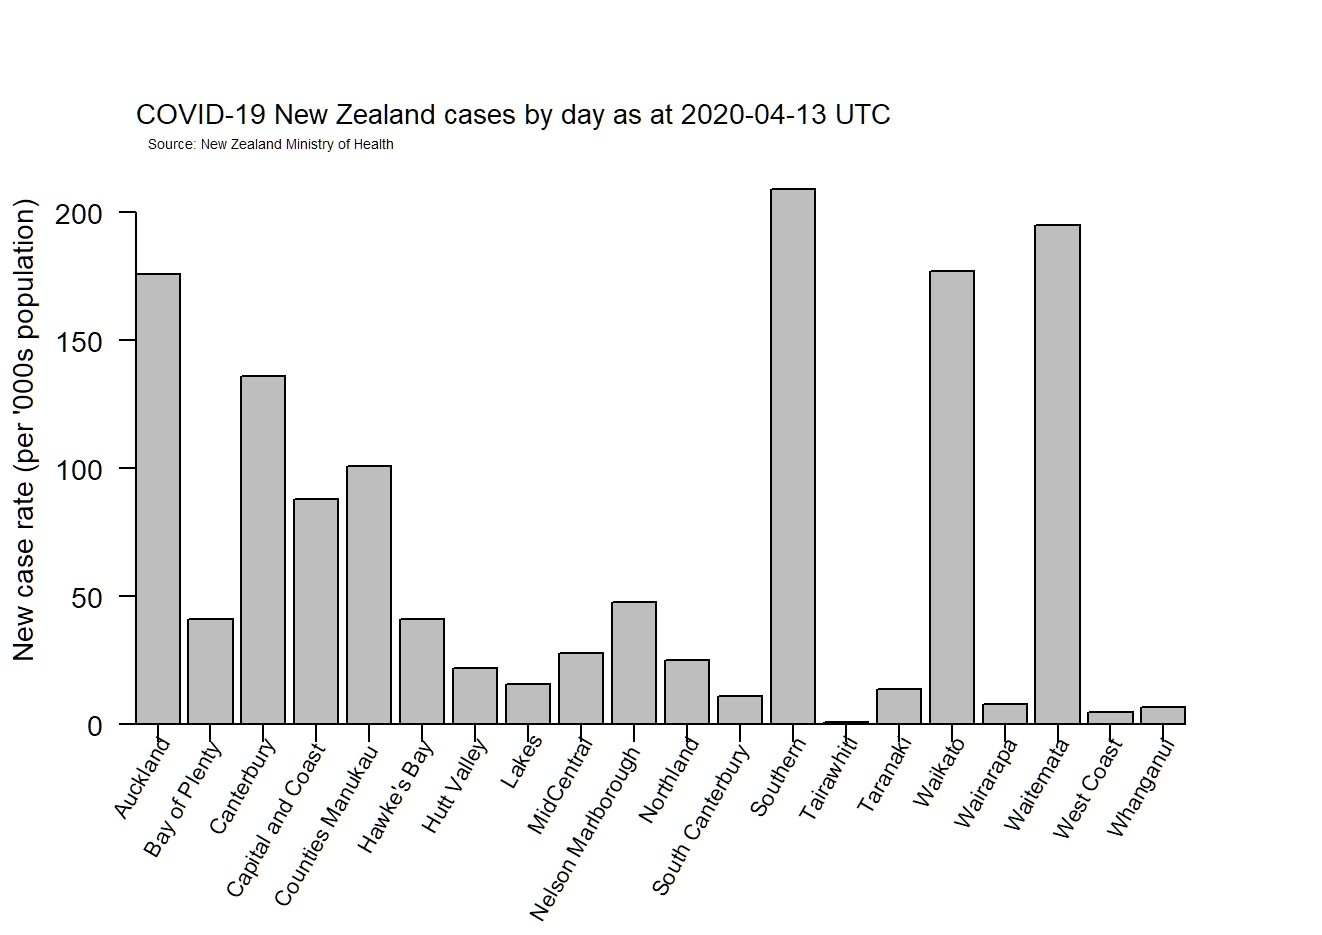 COVID-19 New Zealand cases by day as at 2020-04-13 UTC
Source: New Zealand Ministry of Health
New case rate (per '000s population)
200
150
100
50
0
Auckland
Bay of Plenty
Canterbury
Capital and Coast
Counties Manukau
Hawke's Bay
Hutt Valley
Lakes
MidCentral
Nelson Marlborough
Northland
South Canterbury
Southern
Tairawhiti
Taranaki
Waikato
Wairarapa
Waitemata
West Coast
Whanganui